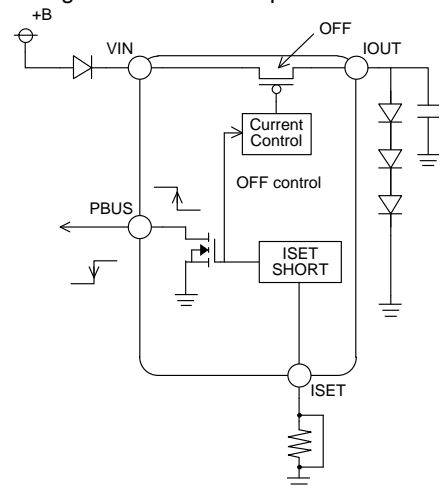 +B
VIN
OFF
IOUT
Current
Control
OFF control
PBUS
ISET
SHORT
ISET